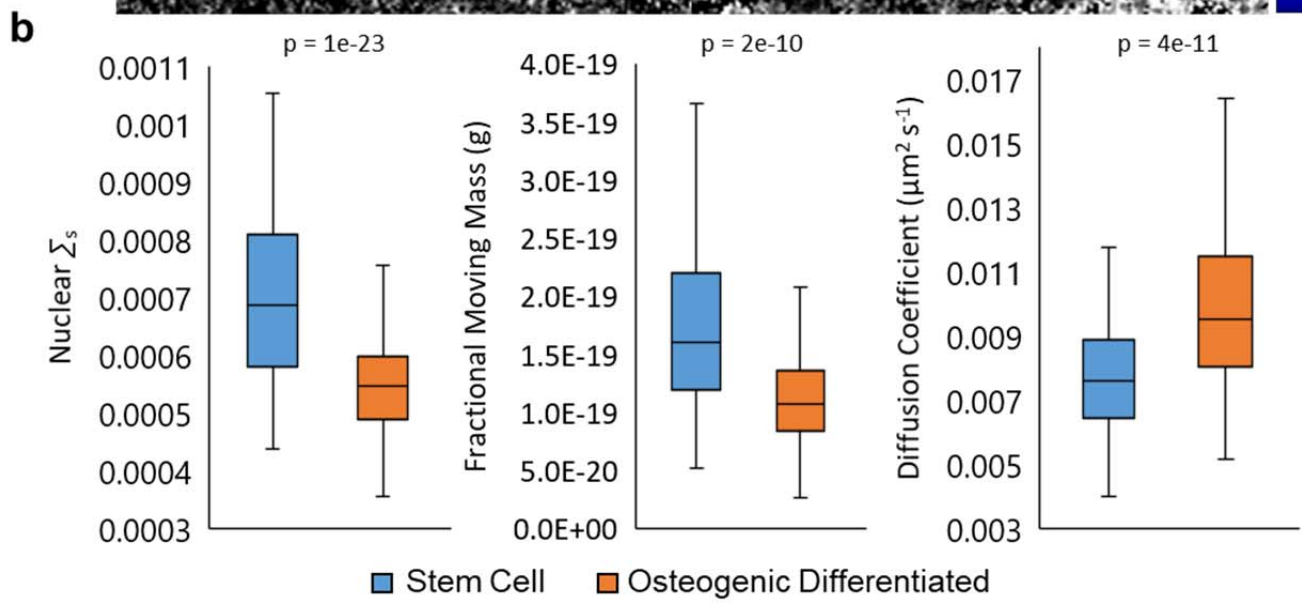 b
p = 1e-23
Nuclear Σs
0.0011
0.001
0.0009
0.0008
0.0007
0.0006
0.0005
0.0004
0.0003
p = 2e-10
Fractional Moving Mass (g)
4.0E-19
3.5E-19
3.0E-19
2.5E-19
2.0E-19
1.5E-19
1.0E-19
5.0E-20
0.0E+00
p = 4e-11
Diffusion Coefficient (µm² s⁻¹)
0.017
0.015
0.013
0.011
0.009
0.007
0.005
0.003
Stem Cell
Osteogenic Differentiated